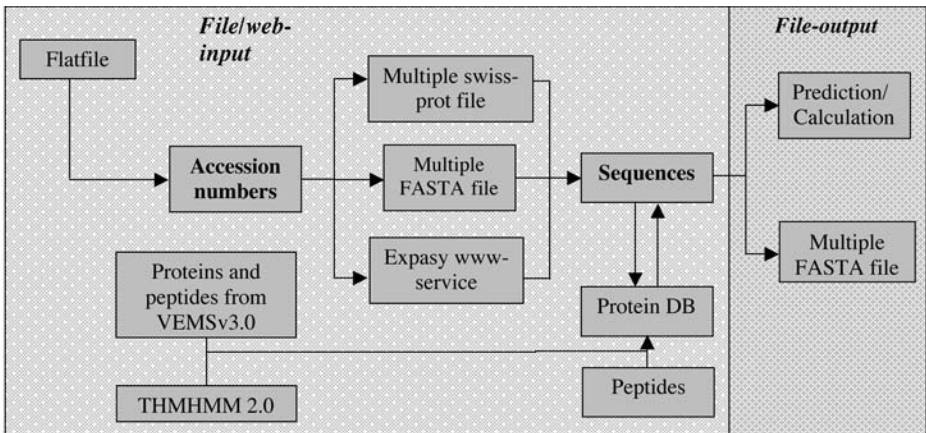 File/web-
input
File-output
Flatfile
Multiple swiss-
prot file
Prediction/
Calculation
Accession
numbers
Multiple
FASTA file
Sequences
Expasy www-
service
Multiple
FASTA file
Proteins and
peptides from
VEMSv3.0
Protein DB
THMHMM 2.0
Peptides